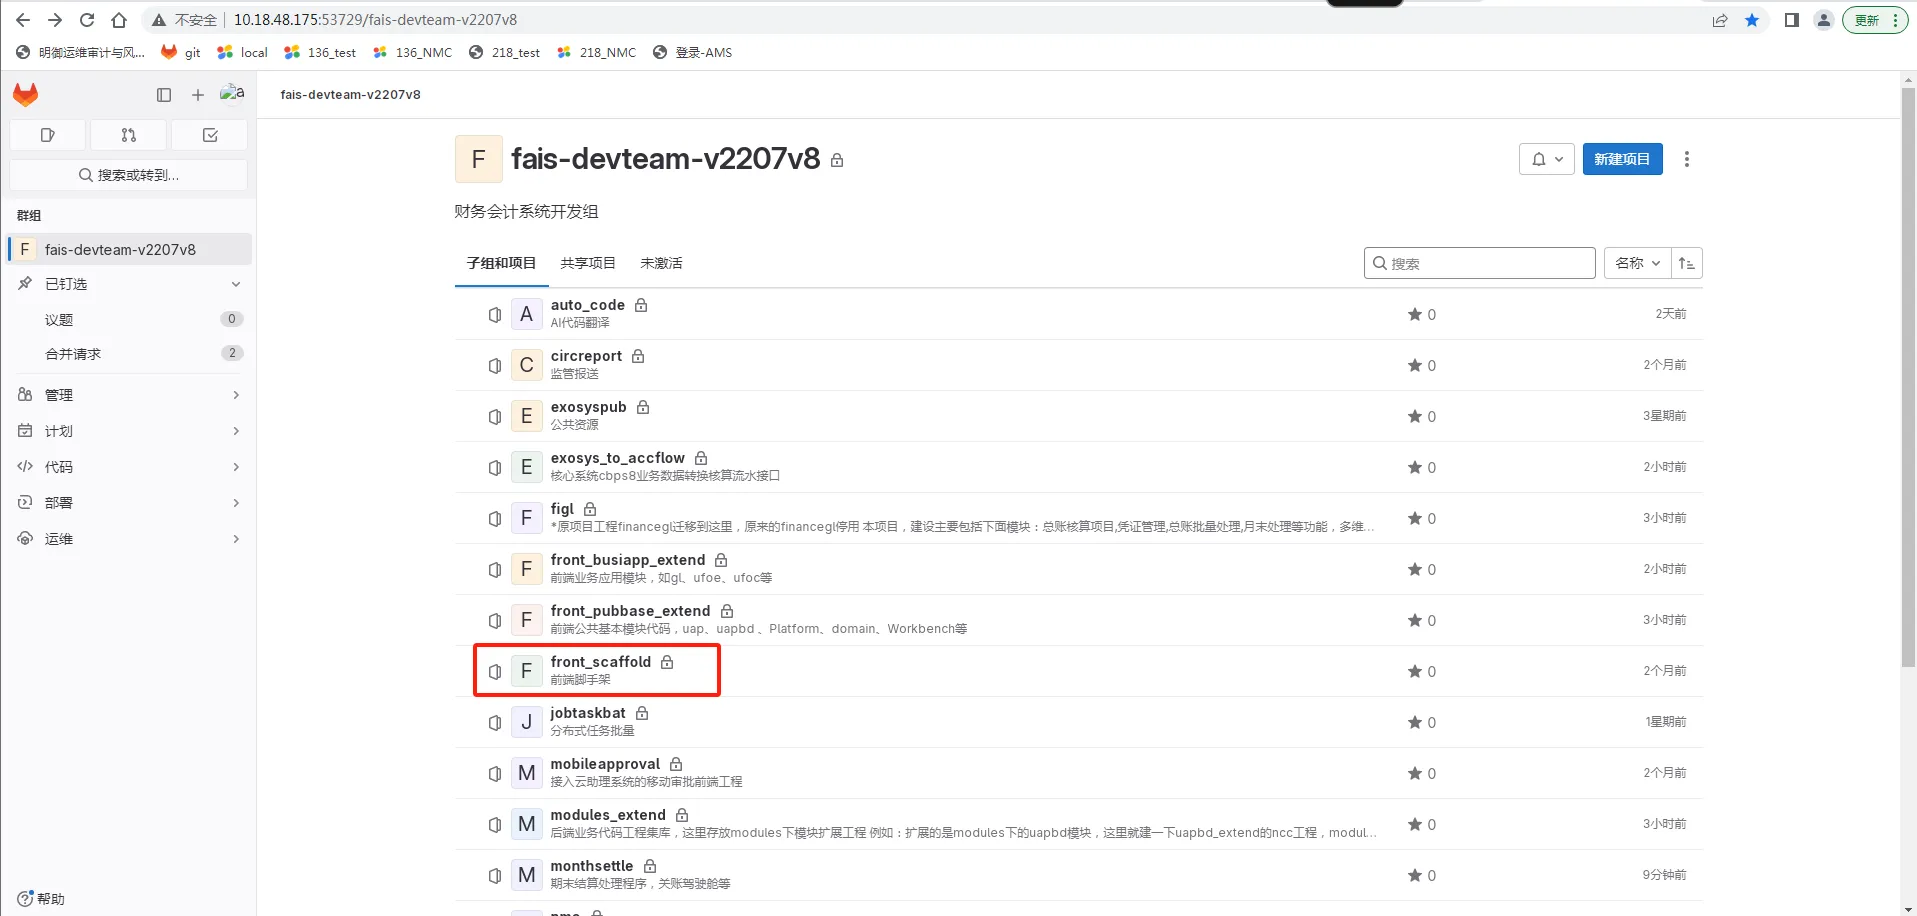 不安全 10.18.48.175:53729/fais-devteam-v2207v8
更新
明御运维审计与风...
git
local
136_test
136_NMC
218_test
218_NMC
登录-AMS
a
fais-devteam-v2207v8
搜索或转到...
群组
F fais-devteam-v2207v8
已钉选
议题 0
合并请求 2
管理
计划
代码
部署
运维
帮助
F fais-devteam-v2207v8
新建项目
财务会计系统开发组
子组和项目 共享项目 未激活
搜索
名称
A auto_code
AI代码翻译
0 2天前
C circreport
监管报送
0 2个月前
E exosyspub
公共资源
0 3星期前
E exosys_to_accflow
核心系统cbps8业务数据转换核算流水接口
0 2小时前
F figl
*原项目工程financegl迁移到这里，原来的financegl停用 本项目，建设主要包括下面模块：总账核算项目,凭证管理,总账批量处理,月末处理等功能，多维...
0 3小时前
F front_busiapp_extend
前端业务应用模块，如gl、ufoe、ufoc等
0 2小时前
F front_pubbase_extend
前端公共基本模块代码，uap、uapbd 、Platform、domain、Workbench等
0 3小时前
F front_scaffold
前端脚手架
0 2个月前
J jobtaskbat
分布式任务批量
0 1星期前
M mobileapproval
接入云助理系统的移动审批前端工程
0 2个月前
M modules_extend
后端业务代码工程集库，这里存放modules下模块扩展工程 例如：扩展的是modules下的uapbd模块，这里就建一下uapbd_extend的ncc工程，modul...
0 3小时前
M monthsettle
期末结算处理程序，关账驾驶舱等
0 9分钟前